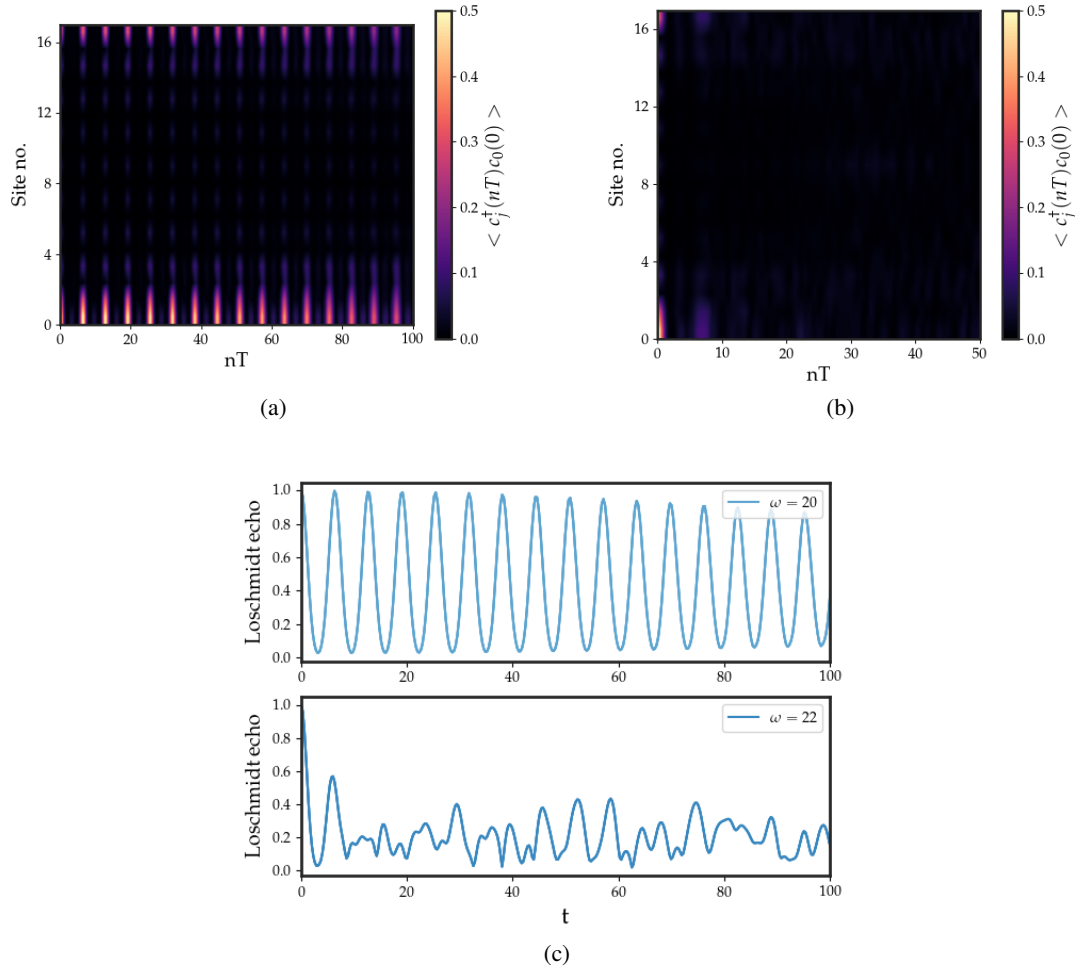 0.5
0.4
0.3
0.2
0.1
0.0
< c_j^†(nT)c_0(0) >
16
12
8
4
0
Site no.
0 20 40 60 80 100
nT
(a)
0.5
0.4
0.3
0.2
0.1
0.0
< c_j^†(nT)c_0(0) >
16
12
8
4
0
Site no.
0 10 20 30 40 50
nT
(b)
1.0
0.8
0.6
0.4
0.2
0.0
Loschmidt echo
ω = 20
0 20 40 60 80 100
1.0
0.8
0.6
0.4
0.2
0.0
Loschmidt echo
ω = 22
0 20 40 60 80 100
t
(c)